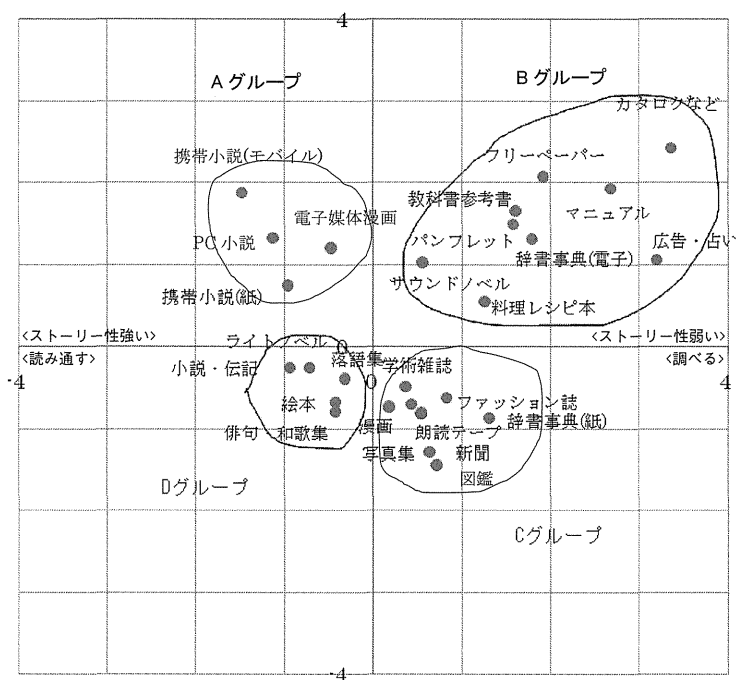 4
Aグループ
Bグループ
カタログなど
携帯小説(モバイル)
フリーペーパー
教科書参考書
マニュアル
電子媒体漫画
PC小説
パンフレット
広告・占い
辞書事典(電子)
サウンドノベル
携帯小説(紙)
料理レシピ本
<ストーリー性強い>
ライトノベル
0
<ストーリー性弱い>
<読み通す>
小説・伝記
落語集
学術雑誌
<調べる>
-4
0
4
絵本
ファッション誌
漫画
辞書事典(紙)
俳句 和歌集
朗読テープ
写真集
新聞
図鑑
Dグループ
Cグループ
-4